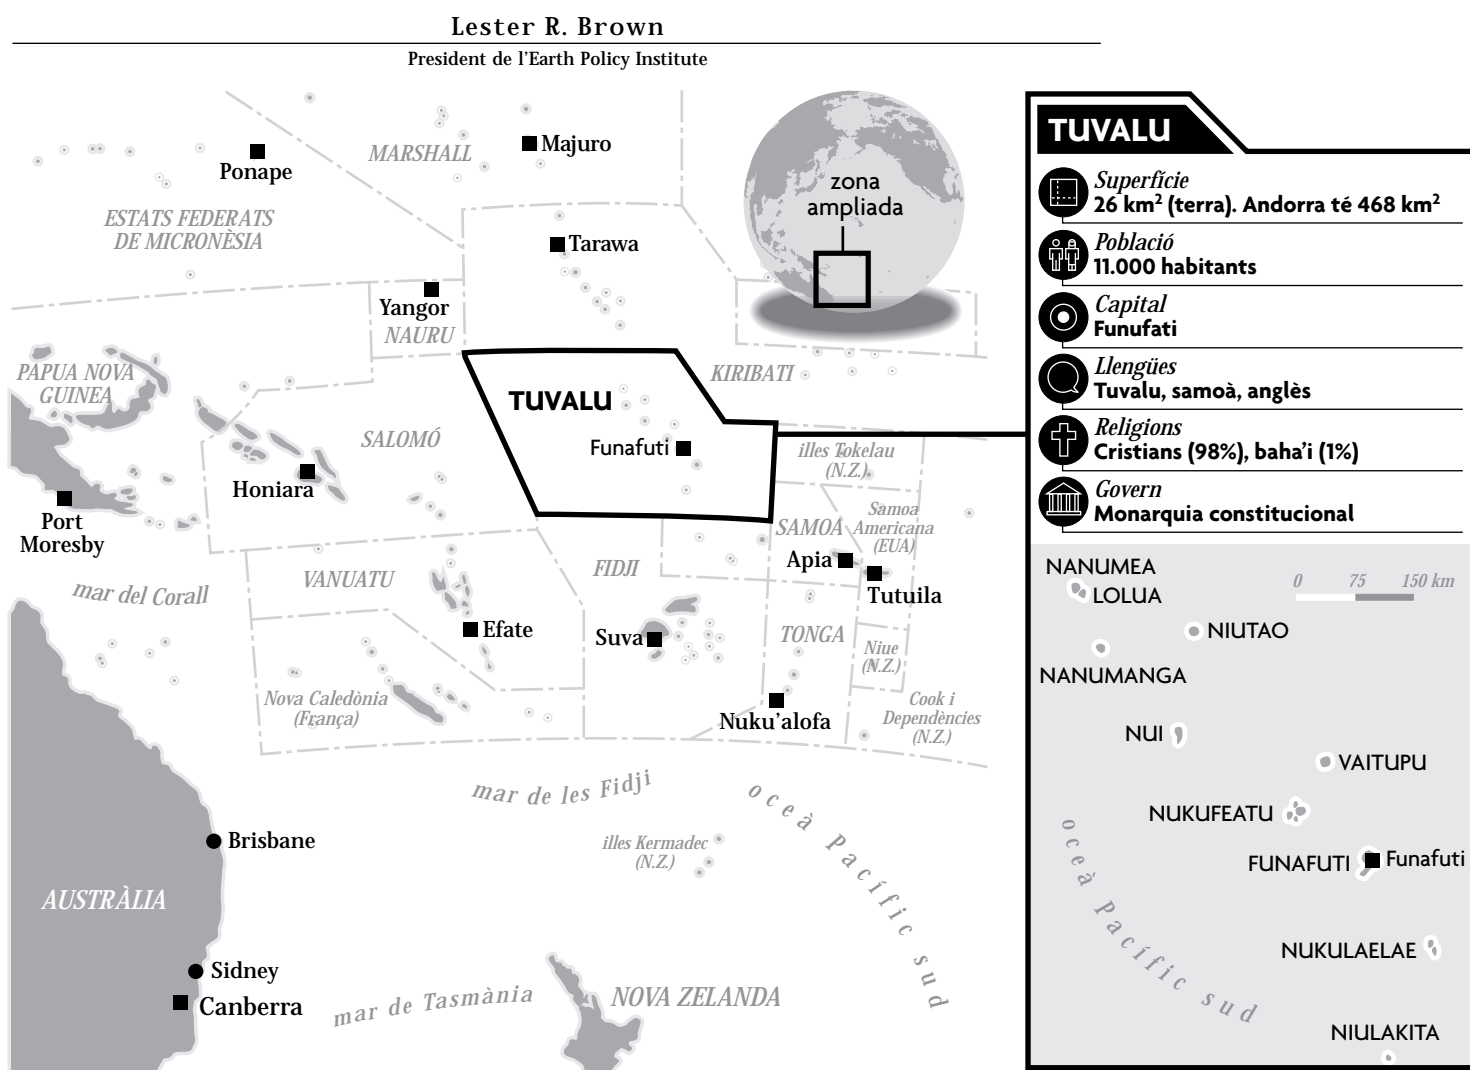 Lester R. Brown
President de l'Earth Policy Institute
Ponape
ESTATS FEDERATS
DE MICRONÈSIA
MARSHALL
Majuro
Tarawa
Yangor
NAURU
zona
ampliada
PAPUA NOVA
GUINEA
KIRIBATI
TUVALU
Funafuti
SALOMÓ
Honiara
Port
Moresby
illes Tokelau
(N.Z.)
Samoa
Americana
(EUA)
SAMOA
Apia
Tutuila
mar del Corall
VANUATU
FIDJI
Efate
Suva
TONGA
Niue
(N.Z.)
Nova Caledònia
(França)
Nuku'alofa
Cook i
Dependències
(N.Z.)
mar de les Fidji
oceà Pacífic sud
illes Kermadec
(N.Z.)
Brisbane
AUSTRÀLIA
Sidney
Canberra
mar de Tasmània
NOVA ZELANDA
TUVALU
Superfície
26 km² (terra). Andorra té 468 km²
Població
11.000 habitants
Capital
Funufati
Llengües
Tuvalu, samoà, anglès
Religions
Cristians (98%), baha'i (1%)
Govern
Monarquia constitucional
NANUMEA
LOLUA
0 75 150 km
NIUTAO
NANUMANGA
NUI
VAITUPU
NUKUFEATU
FUNAFUTI
Funafuti
oceà Pacífic sud
NUKULAELAE
NIULAKITA